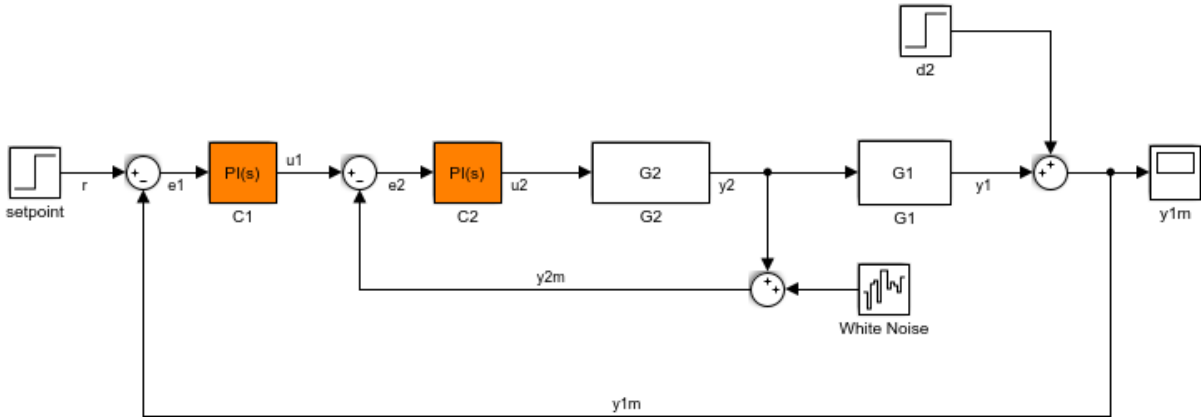 d2
setpoint
r
e1
PI(s)
C1
u1
e2
PI(s)
C2
u2
G2
G2
y2
G1
G1
y1
y1m
y2m
White Noise
y1m